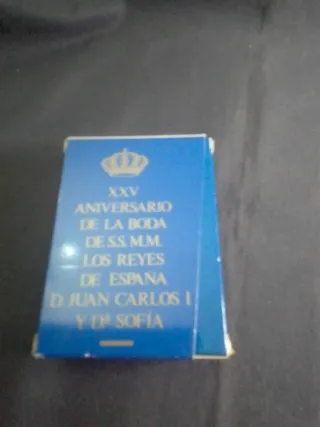 XXV
ANIVERSARIO
DE LA BODA
DE S.S. M.M.
LOS REYES
DE ESPAÑA
D. JUAN CARLOS I
Y Dª SOFÍA